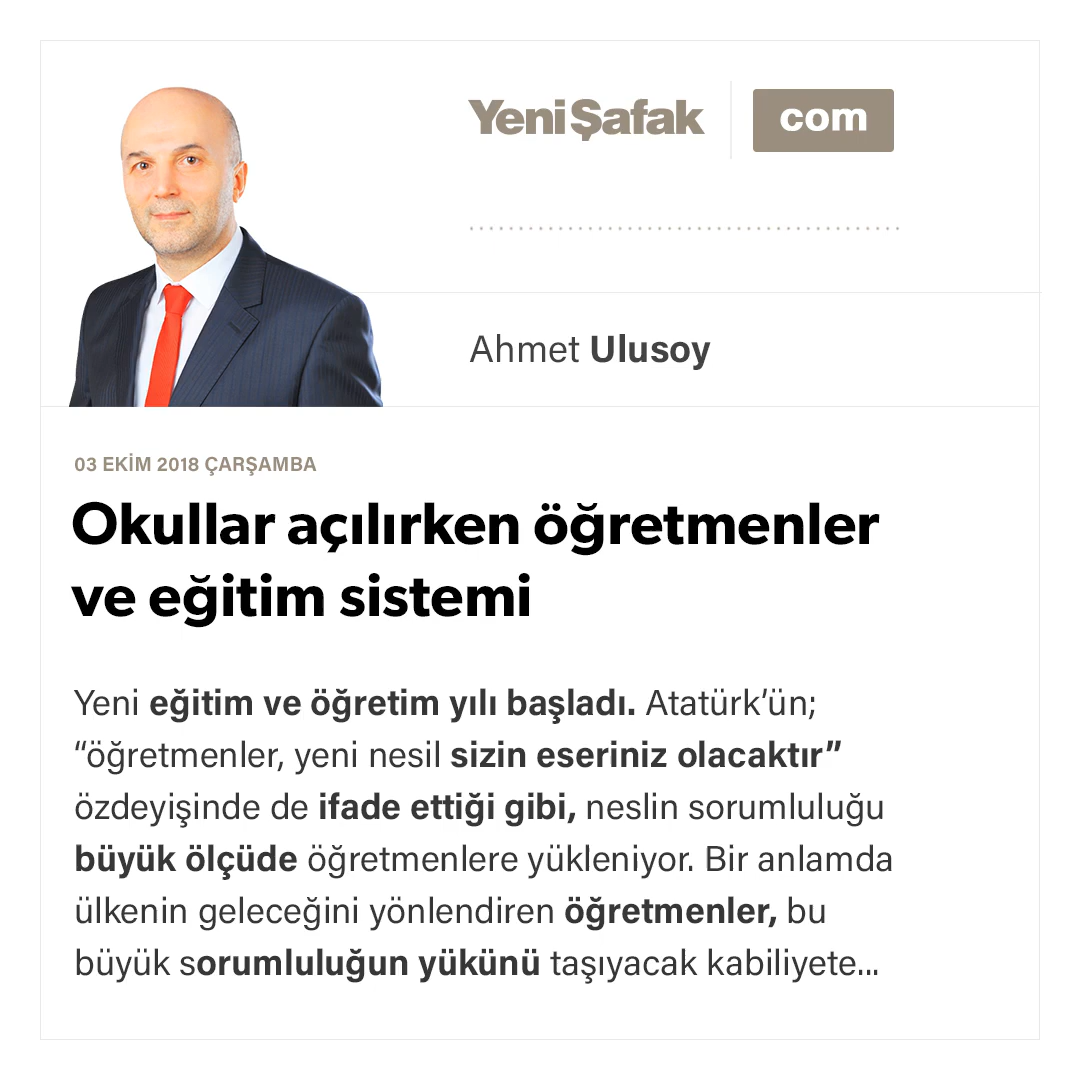 YeniŞafak com
Ahmet Ulusoy
03 EKİM 2018 ÇARŞAMBA
Okullar açılırken öğretmenler
ve eğitim sistemi
Yeni eğitim ve öğretim yılı başladı. Atatürk’ün;
“öğretmenler, yeni nesil sizin eseriniz olacaktır”
özdeyişinde de ifade ettiği gibi, neslin sorumluluğu
büyük ölçüde öğretmenlere yükleniyor. Bir anlamda
ülkenin geleceğini yönlendiren öğretmenler, bu
büyük sorumluluğun yükünü taşıyacak kabiliyete...